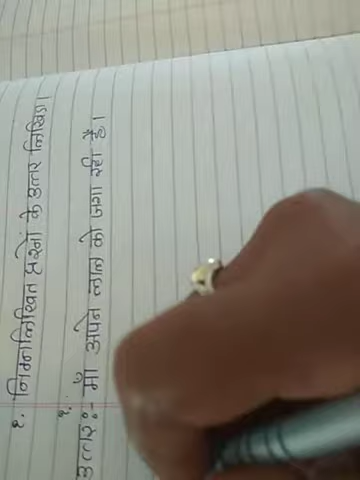 १. निम्नलिखित प्रश्नों के उत्तर लिखिए।
१.
उत्तर:- माँ अपने लाल को जगा रही है।